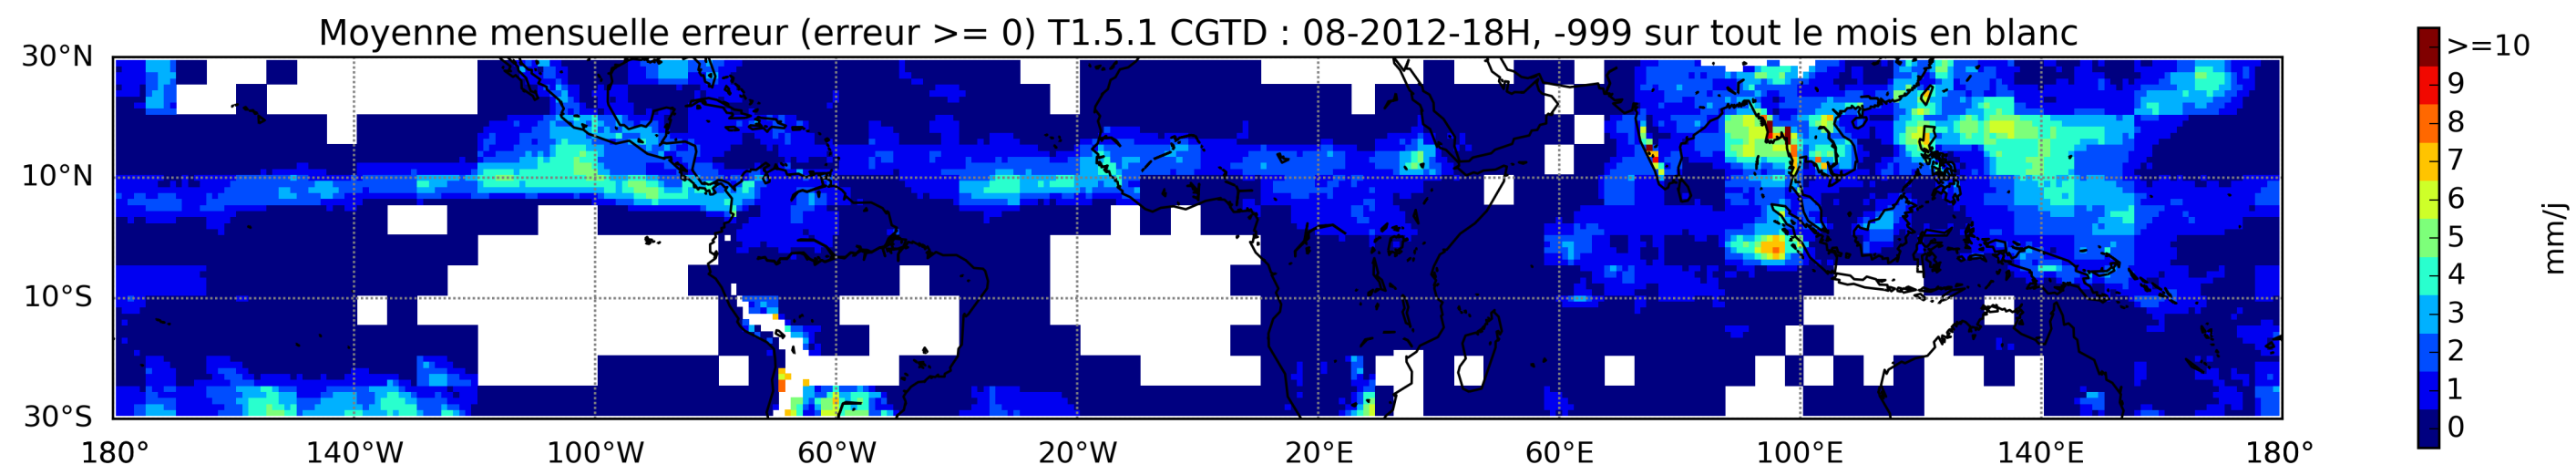 Moyenne mensuelle erreur (erreur >= 0) T1.5.1 CGTD : 08-2012-18H, -999 sur tout le mois en blanc
30°N
10°N
10°S
30°S
180°
140°W
100°W
60°W
20°W
20°E
60°E
100°E
140°E
180°
>=10
9
8
7
6
5
4
3
2
1
0
mm/j